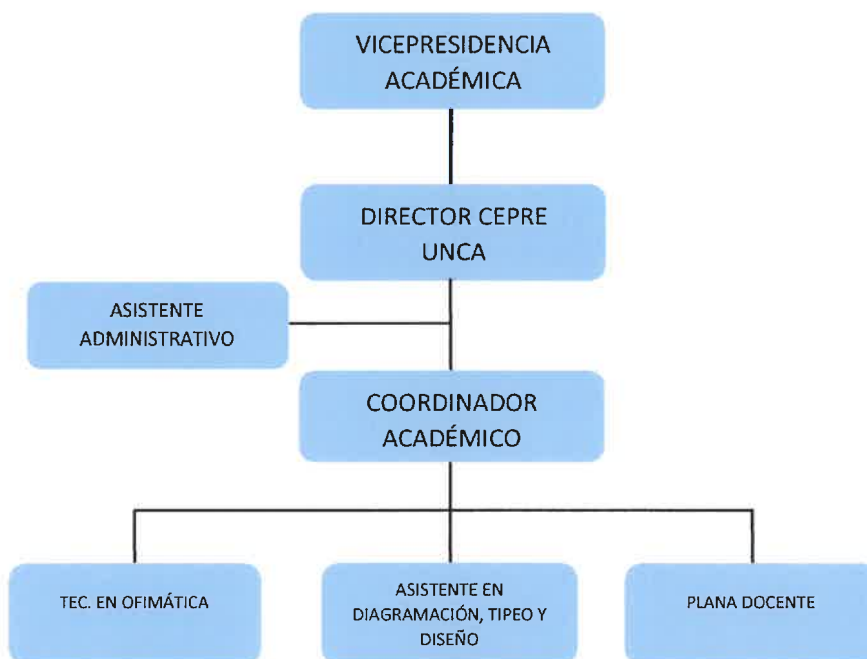 VICEPRESIDENCIA
ACADÉMICA
DIRECTOR CEPRE
UNCA
ASISTENTE
ADMINISTRATIVO
COORDINADOR
ACADÉMICO
TEC. EN OFIMÁTICA
ASISTENTE EN
DIAGRAMACIÓN, TIPEO Y
DISEÑO
PLANA DOCENTE